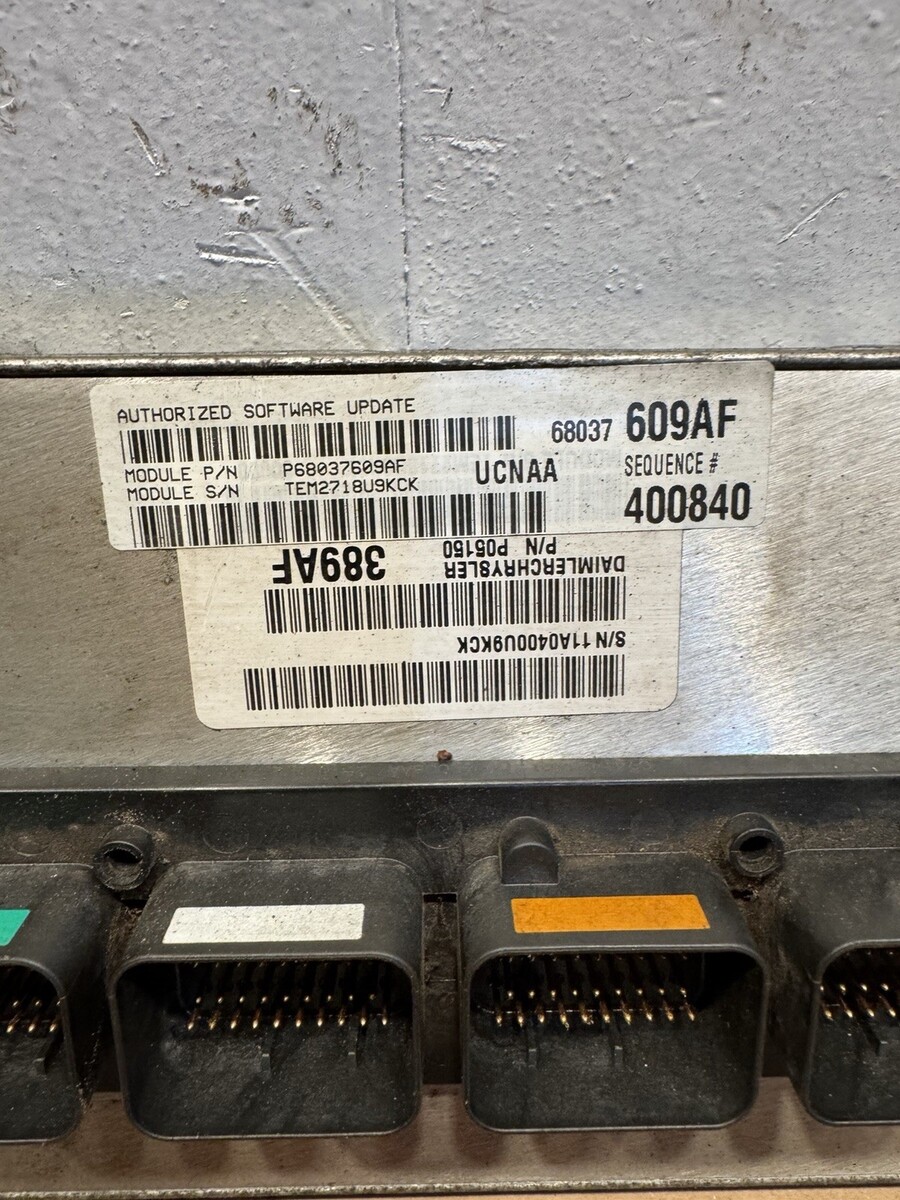 AUTHORIZED SOFTWARE UPDATE
68037 609AF
MODULE P/N P68037609AF
UCNAA
SEQUENCE #
MODULE S/N TEM2718U9KCK
400840
DAIMLERCHRYSLER
P/N P05150 389AF
S/N 11A0400U9KCK